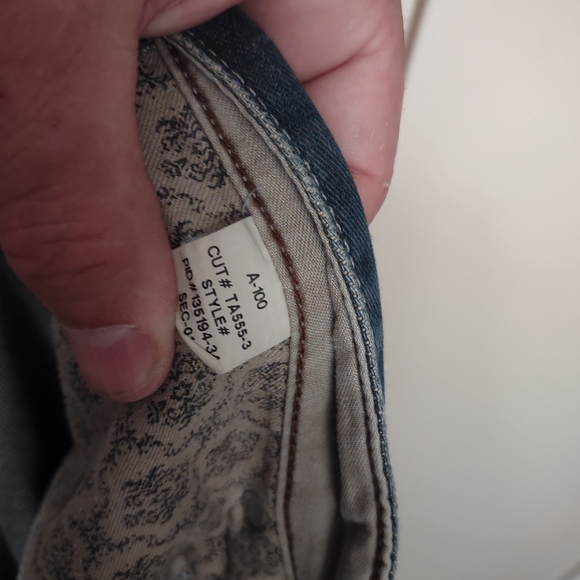 A-100
CUT# TA555-3
STYLE#
PID#135194-3
SEC-0